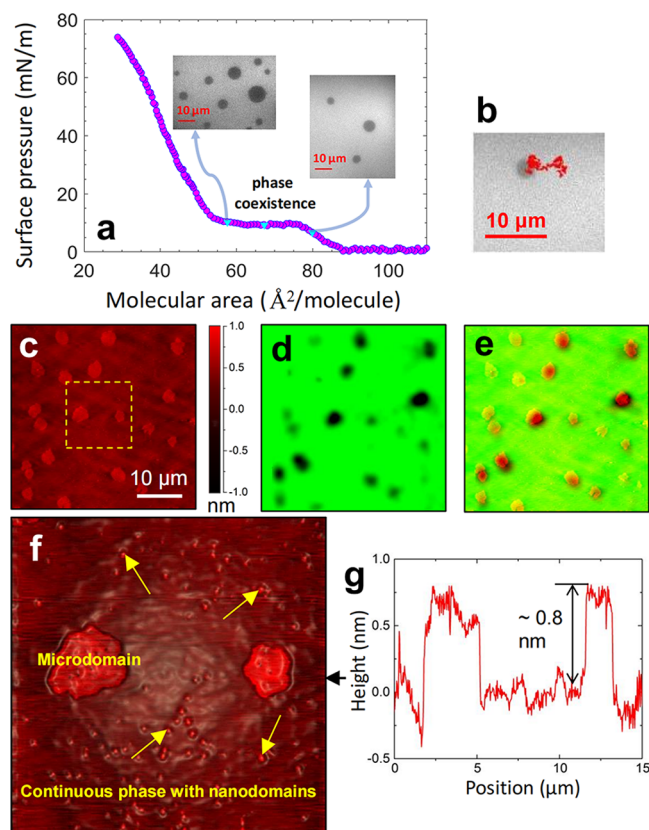 80
60
40
20
0
Surface pressure (mN/m)
a
10 μm
10 μm
phase
coexistence
20
40
60
80
100
Molecular area (Å²/molecule)
b
10 μm
c
10 μm
1.0
0.5
0.0
-0.5
-1.0
nm
d
e
f
Microdomain
Continuous phase with nanodomains
g
1.0
0.5
0.0
-0.5
Height (nm)
~ 0.8
nm
0
5
10
15
Position (μm)